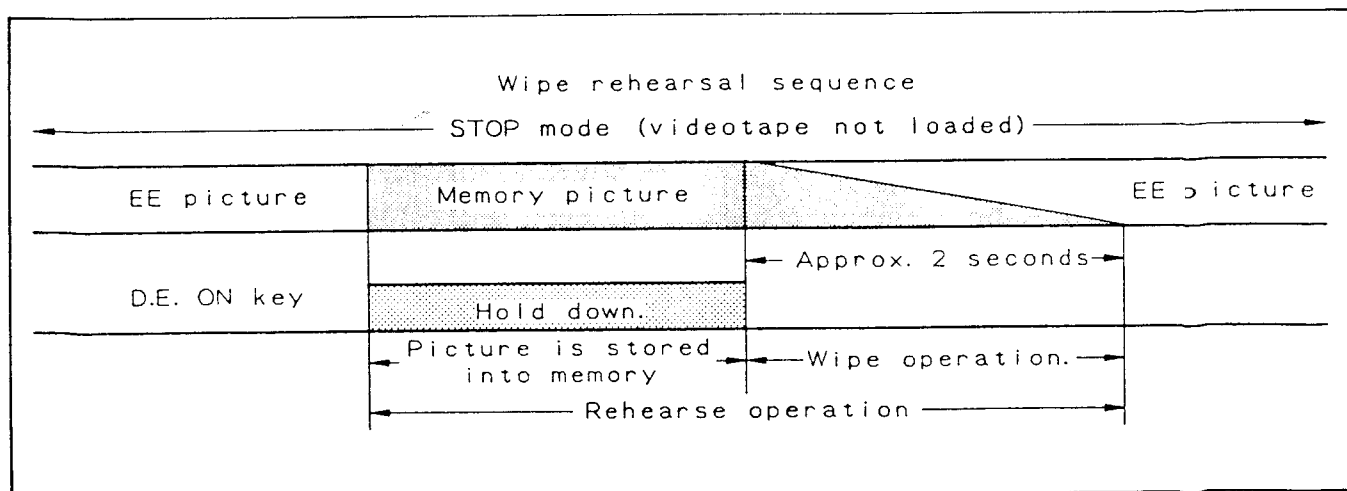 Wipe rehearsal sequence
STOP mode (videotape not loaded)
EE picture
Memory picture
EE picture
Approx. 2 seconds
D.E. ON key
Hold down.
Picture is stored
into memory
Wipe operation.
Rehearse operation